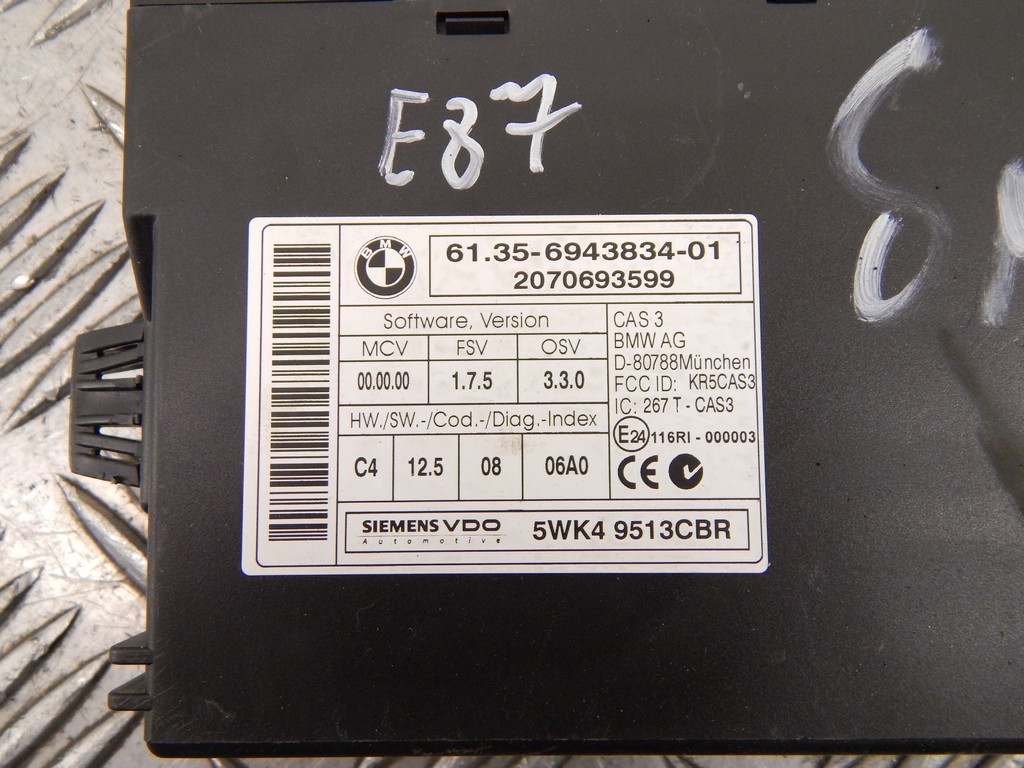 E87
BMW
61.35-6943834-01
2070693599
Software, Version
MCV FSV OSV
00.00.00 1.7.5 3.3.0
HW./SW.-/Cod.-/Diag.-Index
C4 12.5 08 06A0
CAS 3
BMW AG
D-80788München
FCC ID: KR5CAS3
IC: 267 T - CAS3
E24 116RI - 000003
CE
SIEMENS VDO
Automotive
5WK4 9513CBR